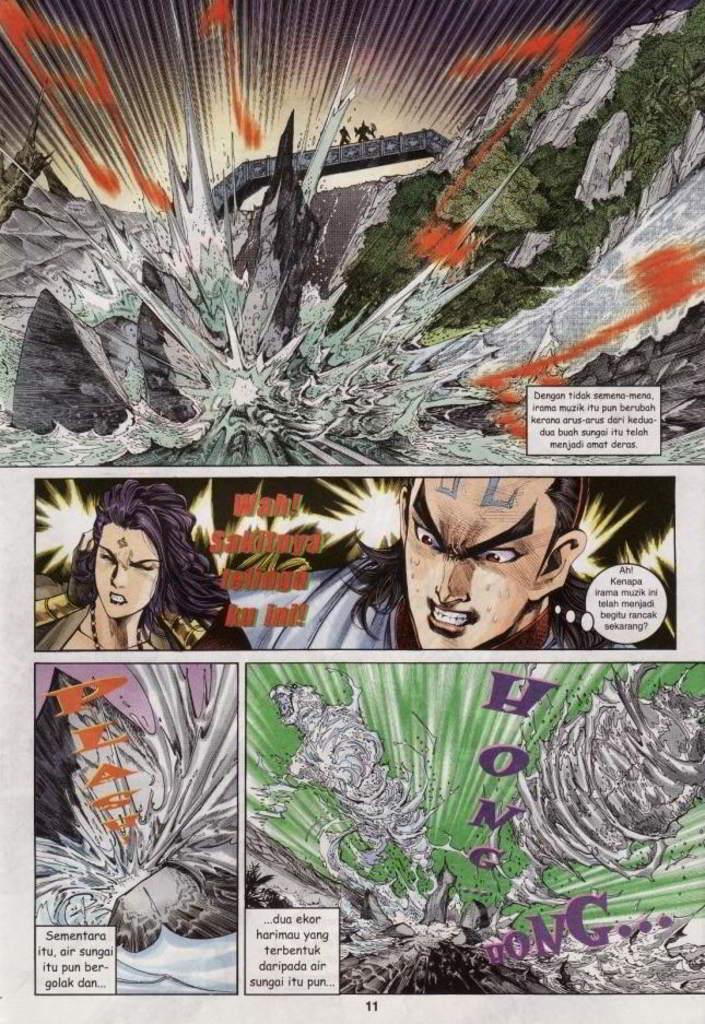 Dengan tidak semena-mena,
irama muzik itu pun berubah
kerana arus-arus dari kedua-
dua buah sungai itu telah
menjadi amat deras.
Wah!
Sakitnya
telinga
ku ini!
Ah!
Kenapa
irama muzik ini
telah menjadi
begitu rancak
sekarang?
PLAGH!
Sementara
itu, air sungai
itu pun ber-
golak dan...
HONG
DONG...
...dua ekor
harimau yang
terbentuk
daripada air
sungai itu pun...
11